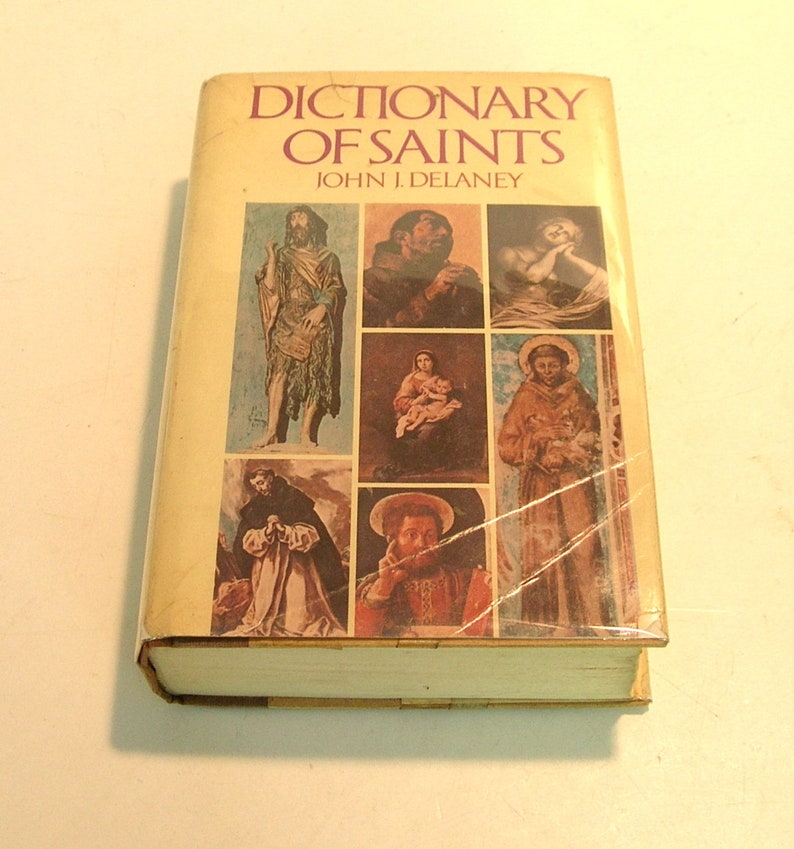 DICTIONARY
OF SAINTS
JOHN J. DELANEY